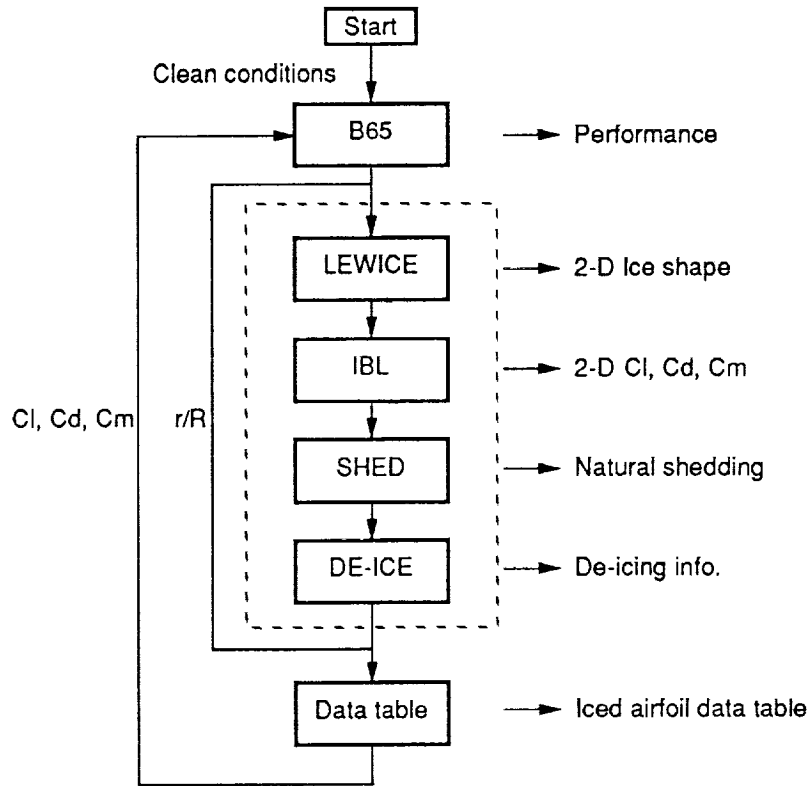 Start
Clean conditions
B65
Performance
LEWICE
2-D Ice shape
IBL
2-D Cl, Cd, Cm
Cl, Cd, Cm
r/R
SHED
Natural shedding
DE-ICE
De-icing info.
Data table
Iced airfoil data table